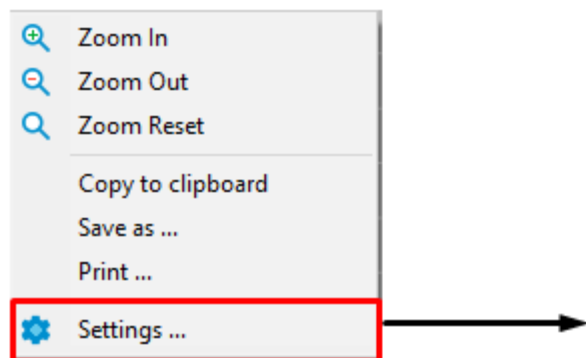 Zoom In
Zoom Out
Zoom Reset
Copy to clipboard
Save as ...
Print ...
Settings ...